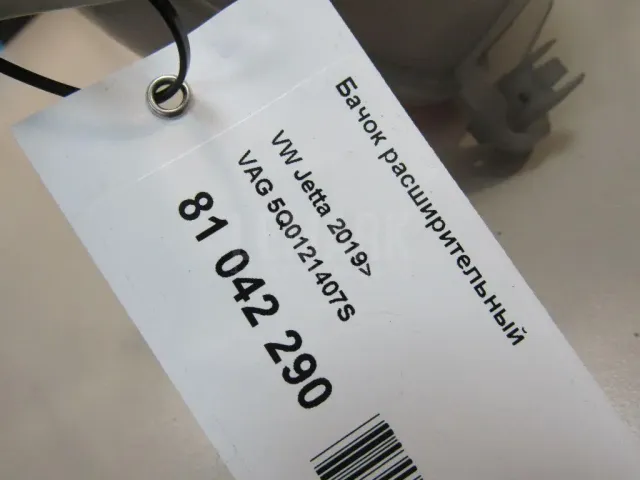 Бачок расширительный
VW Jetta 2019>
VAG 5Q0121407S
81 042 290